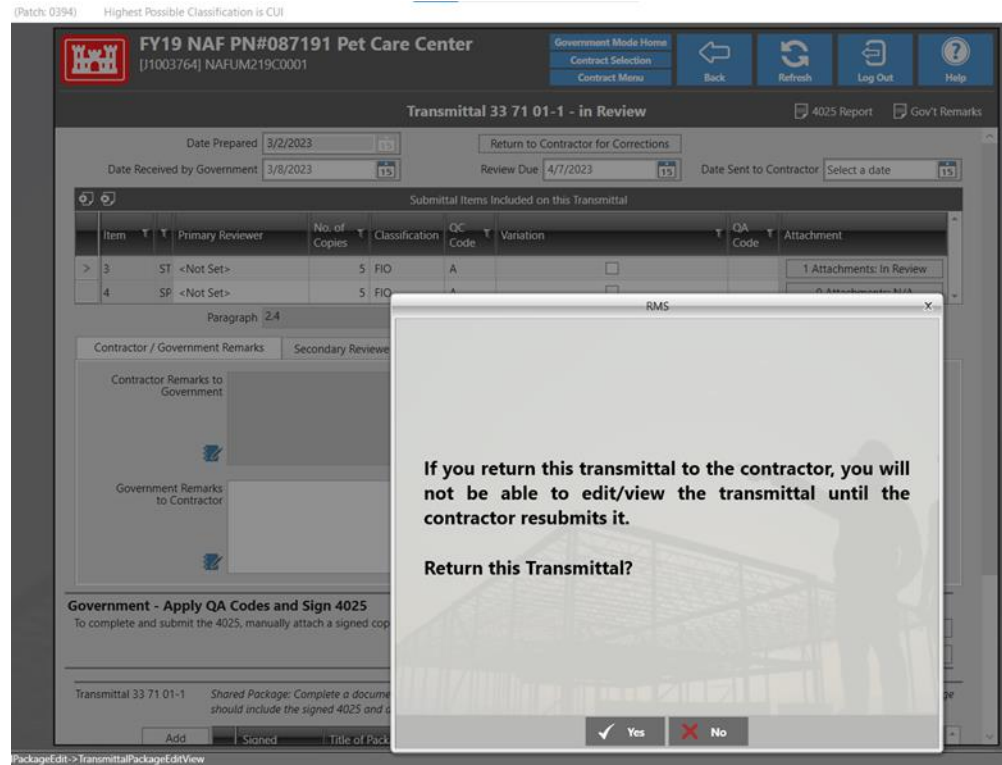 (Patch: 0394) Highest Possible Classification is CUI
FY19 NAF PN#087191 Pet Care Center
[J1003764] NAFUM219C0001
Government Mode Home
Contract Selection
Contract Menu
Back
Refresh
Log Out
Help
Transmittal 33 71 01-1 - in Review
4025 Report
Gov't Remarks
Date Prepared 3/2/2023
Return to Contractor for Corrections
Date Received by Government 3/8/2023 15
Review Due 4/7/2023 15
Date Sent to Contractor Select a date 15
Submittal Items Included on this Transmittal
Item Primary Reviewer No. of Copies Classification QC Code Variation QA Code Attachment
> 3 ST <Not Set> 5 FIO A 1 Attachments: In Review
4 SP <Not Set> 5 FIO A 0 Attachments: N/A
Paragraph 2.4
Contractor / Government Remarks
Secondary Reviewe
Contractor Remarks to
Government
Government Remarks
to Contractor
RMS x
If you return this transmittal to the contractor, you will
not be able to edit/view the transmittal until the
contractor resubmits it.
Return this Transmittal?
Yes
No
Government - Apply QA Codes and Sign 4025
To complete and submit the 4025, manually attach a signed cop
Transmittal 33 71 01-1 Shared Package: Complete a docume
should include the signed 4025 and
ge
Add Signed Title of Pack
PackageEdit->TransmittalPackageEditView